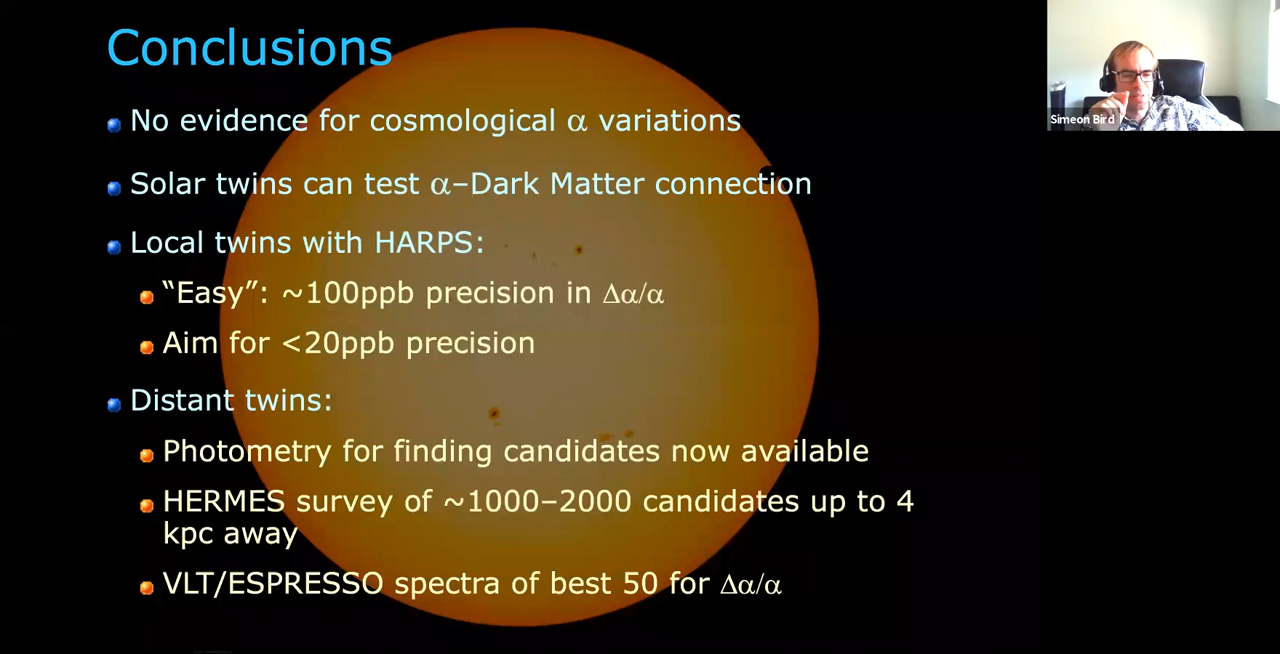 Conclusions
Simeon Bird
No evidence for cosmological α variations
Solar twins can test α–Dark Matter connection
Local twins with HARPS:
“Easy”: ~100ppb precision in Δα/α
Aim for <20ppb precision
Distant twins:
Photometry for finding candidates now available
HERMES survey of ~1000–2000 candidates up to 4
kpc away
VLT/ESPRESSO spectra of best 50 for Δα/α